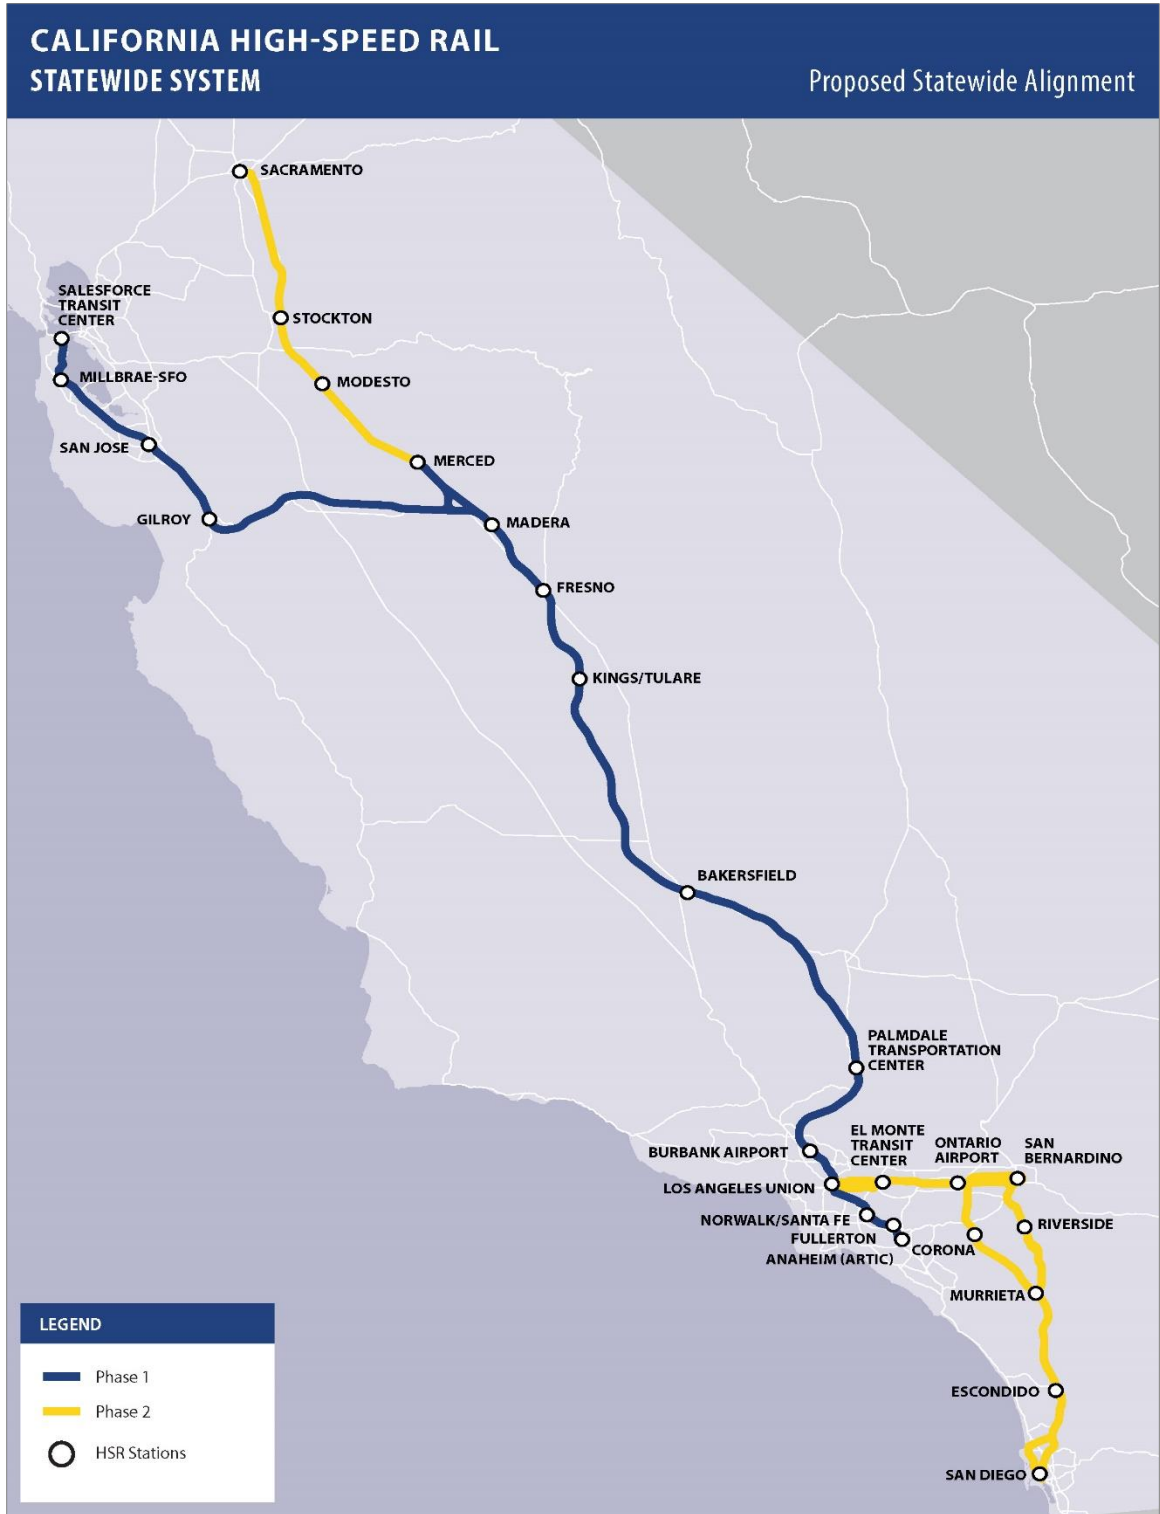 CALIFORNIA HIGH-SPEED RAIL
STATEWIDE SYSTEM
Proposed Statewide Alignment
SACRAMENTO
SALESFORCE
TRANSIT
CENTER
STOCKTON
MILLBRAE-SFO
MODESTO
SAN JOSE
MERCED
GILROY
MADERA
FRESNO
KINGS/TULARE
BAKERSFIELD
PALMDALE
TRANSPORTATION
CENTER
BURBANK AIRPORT
EL MONTE
TRANSIT
CENTER
ONTARIO
AIRPORT
SAN
BERNARDINO
LOS ANGELES UNION
NORWALK/SANTA FE
FULLERTON
ANAHEIM (ARTIC)
CORONA
RIVERSIDE
MURRIETA
ESCONDIDO
SAN DIEGO
LEGEND
Phase 1
Phase 2
HSR Stations